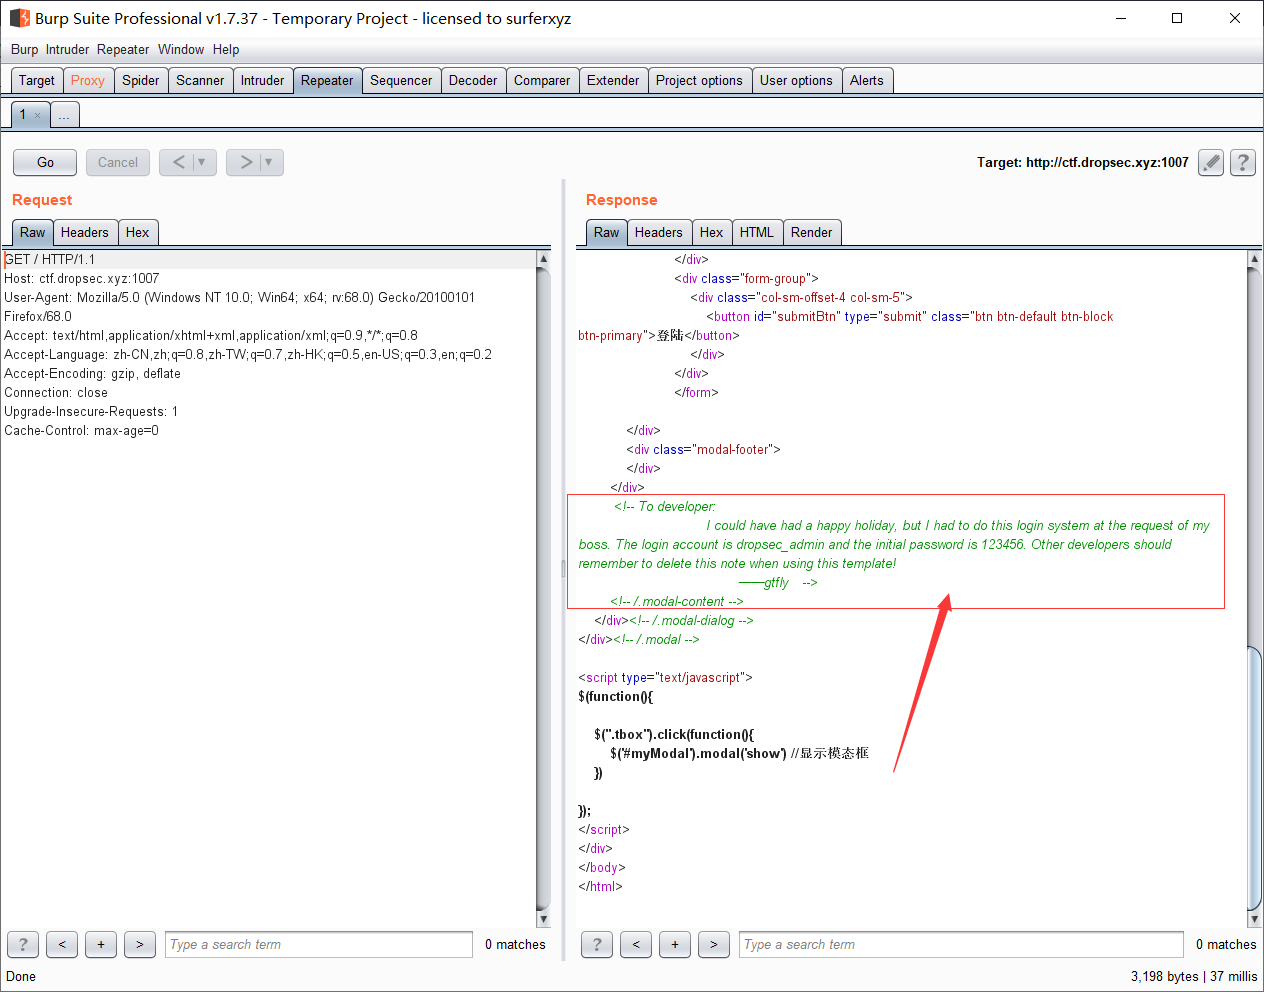 Burp Suite Professional v1.7.37 - Temporary Project - licensed to surferxyz
Burp Intruder Repeater Window Help
Target Proxy Spider Scanner Intruder Repeater Sequencer Decoder Comparer Extender Project options User options Alerts
1 × ...
Go Cancel < ▼ > ▼ Target: http://ctf.dropsec.xyz:1007 ?
Request
Raw Headers Hex
GET / HTTP/1.1
Host: ctf.dropsec.xyz:1007
User-Agent: Mozilla/5.0 (Windows NT 10.0; Win64; x64; rv:68.0) Gecko/20100101
Firefox/68.0
Accept: text/html,application/xhtml+xml,application/xml;q=0.9,*/*;q=0.8
Accept-Language: zh-CN,zh;q=0.8,zh-TW;q=0.7,zh-HK;q=0.5,en-US;q=0.3,en;q=0.2
Accept-Encoding: gzip, deflate
Connection: close
Upgrade-Insecure-Requests: 1
Cache-Control: max-age=0
? < + > Type a search term 0 matches
Response
Raw Headers Hex HTML Render
</div>
<div class="form-group">
<div class="col-sm-offset-4 col-sm-5">
<button id="submitBtn" type="submit" class="btn btn-default btn-block
btn-primary">登陆</button>
</div>
</div>
</form>
</div>
<div class="modal-footer">
</div>
</div>
<!-- To developer:
I could have had a happy holiday, but I had to do this login system at the request of my
boss. The login account is dropsec_admin and the initial password is 123456. Other developers should
remember to delete this note when using this template!
——gtfly -->
<!-- /.modal-content -->
</div><!-- /.modal-dialog -->
</div><!-- /.modal -->
<script type="text/javascript">
$(function(){
$(".tbox").click(function(){
$('#myModal').modal('show') //显示模态框
})
});
</script>
</div>
</body>
</html>
? < + > Type a search term 0 matches
Done 3,198 bytes | 37 millis